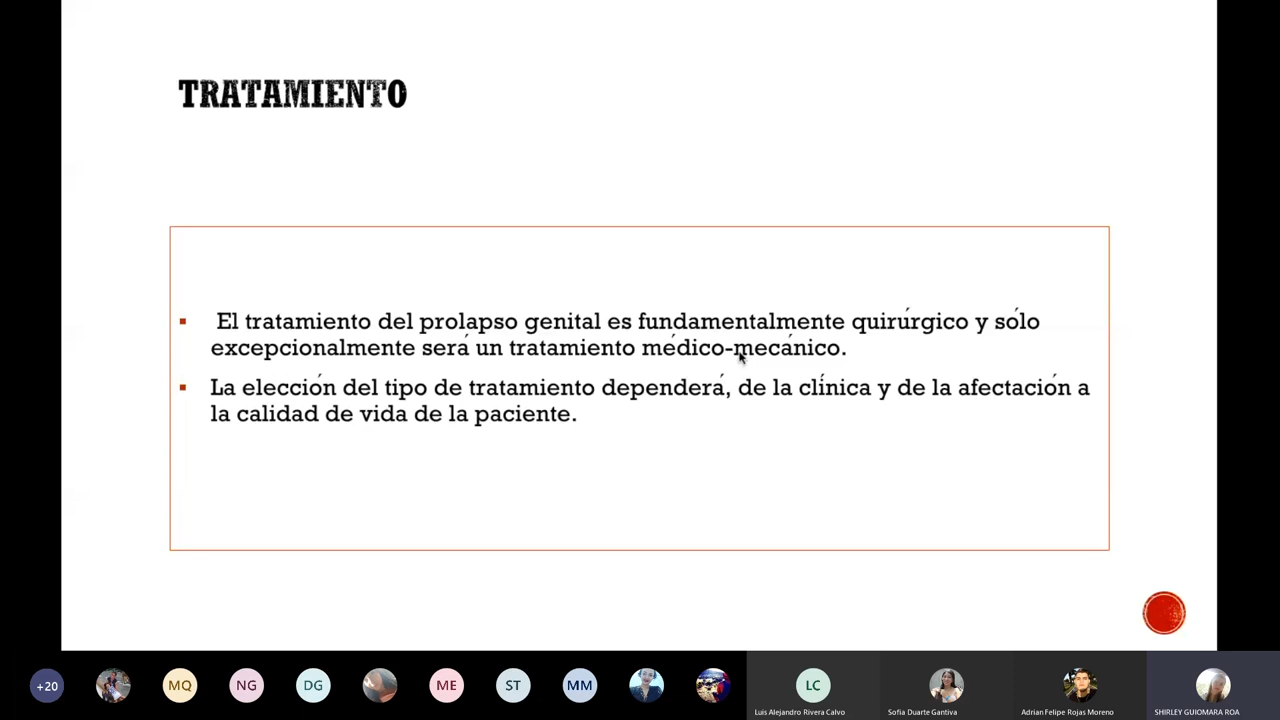 TRATAMIENTO
El tratamiento del prolapso genital es fundamentalmente quirúrgico y sólo
excepcionalmente será un tratamiento médico-mecánico.
La elección del tipo de tratamiento dependerá, de la clínica y de la afectación a
la calidad de vida de la paciente.
+20 MQ NG DG ME ST MM LC
Luis Alejandro Rivera Calvo Sofia Duarte Gantiva Adrian Felipe Rojas Moreno SHIRLEY GUIOMARA ROA